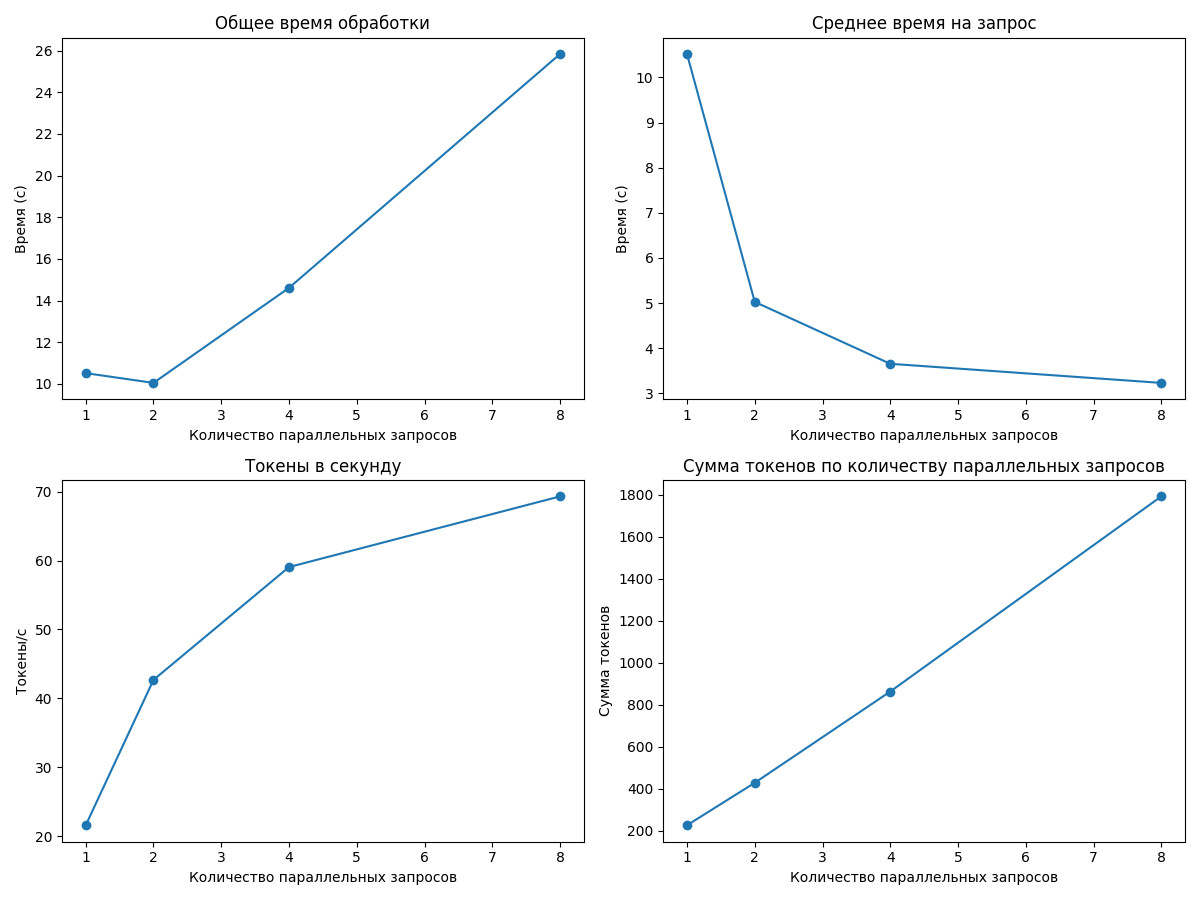 Общее время обработки
Время (с)
26
24
22
20
18
16
14
12
10
1 2 3 4 5 6 7 8
Количество параллельных запросов
Среднее время на запрос
Время (с)
10
9
8
7
6
5
4
3
1 2 3 4 5 6 7 8
Количество параллельных запросов
Токены в секунду
Токены/с
70
60
50
40
30
20
1 2 3 4 5 6 7 8
Количество параллельных запросов
Сумма токенов по количеству параллельных запросов
Сумма токенов
1800
1600
1400
1200
1000
800
600
400
200
1 2 3 4 5 6 7 8
Количество параллельных запросов